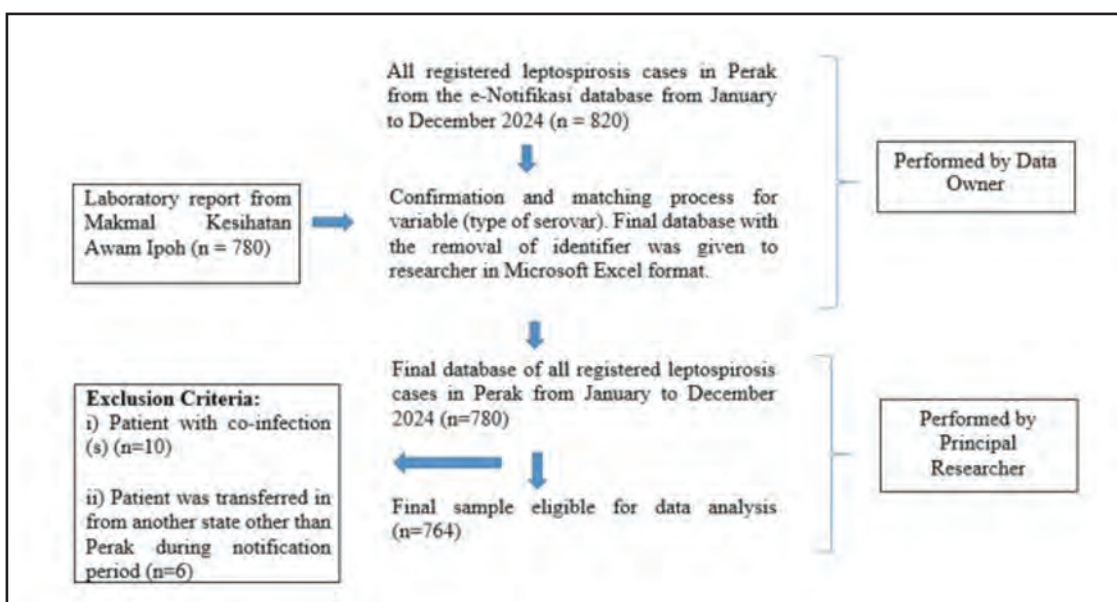 All registered leptospirosis cases in Perak
from the e-Notifikasi database from January
to December 2024 (n = 820)
Performed by Data
Owner
Laboratory report from
Makmal Kesihatan
Awam Ipoh (n = 780)
Confirmation and matching process for
variable (type of serovar). Final database with
the removal of identifier was given to
researcher in Microsoft Excel format.
Final database of all registered leptospirosis
cases in Perak from January to December
2024 (n=780)
Exclusion Criteria:
i) Patient with co-infection
(s) (n=10)
ii) Patient was transferred in
from another state other than
Perak during notification
period (n=6)
Performed by
Principal
Researcher
Final sample eligible for data analysis
(n=764)